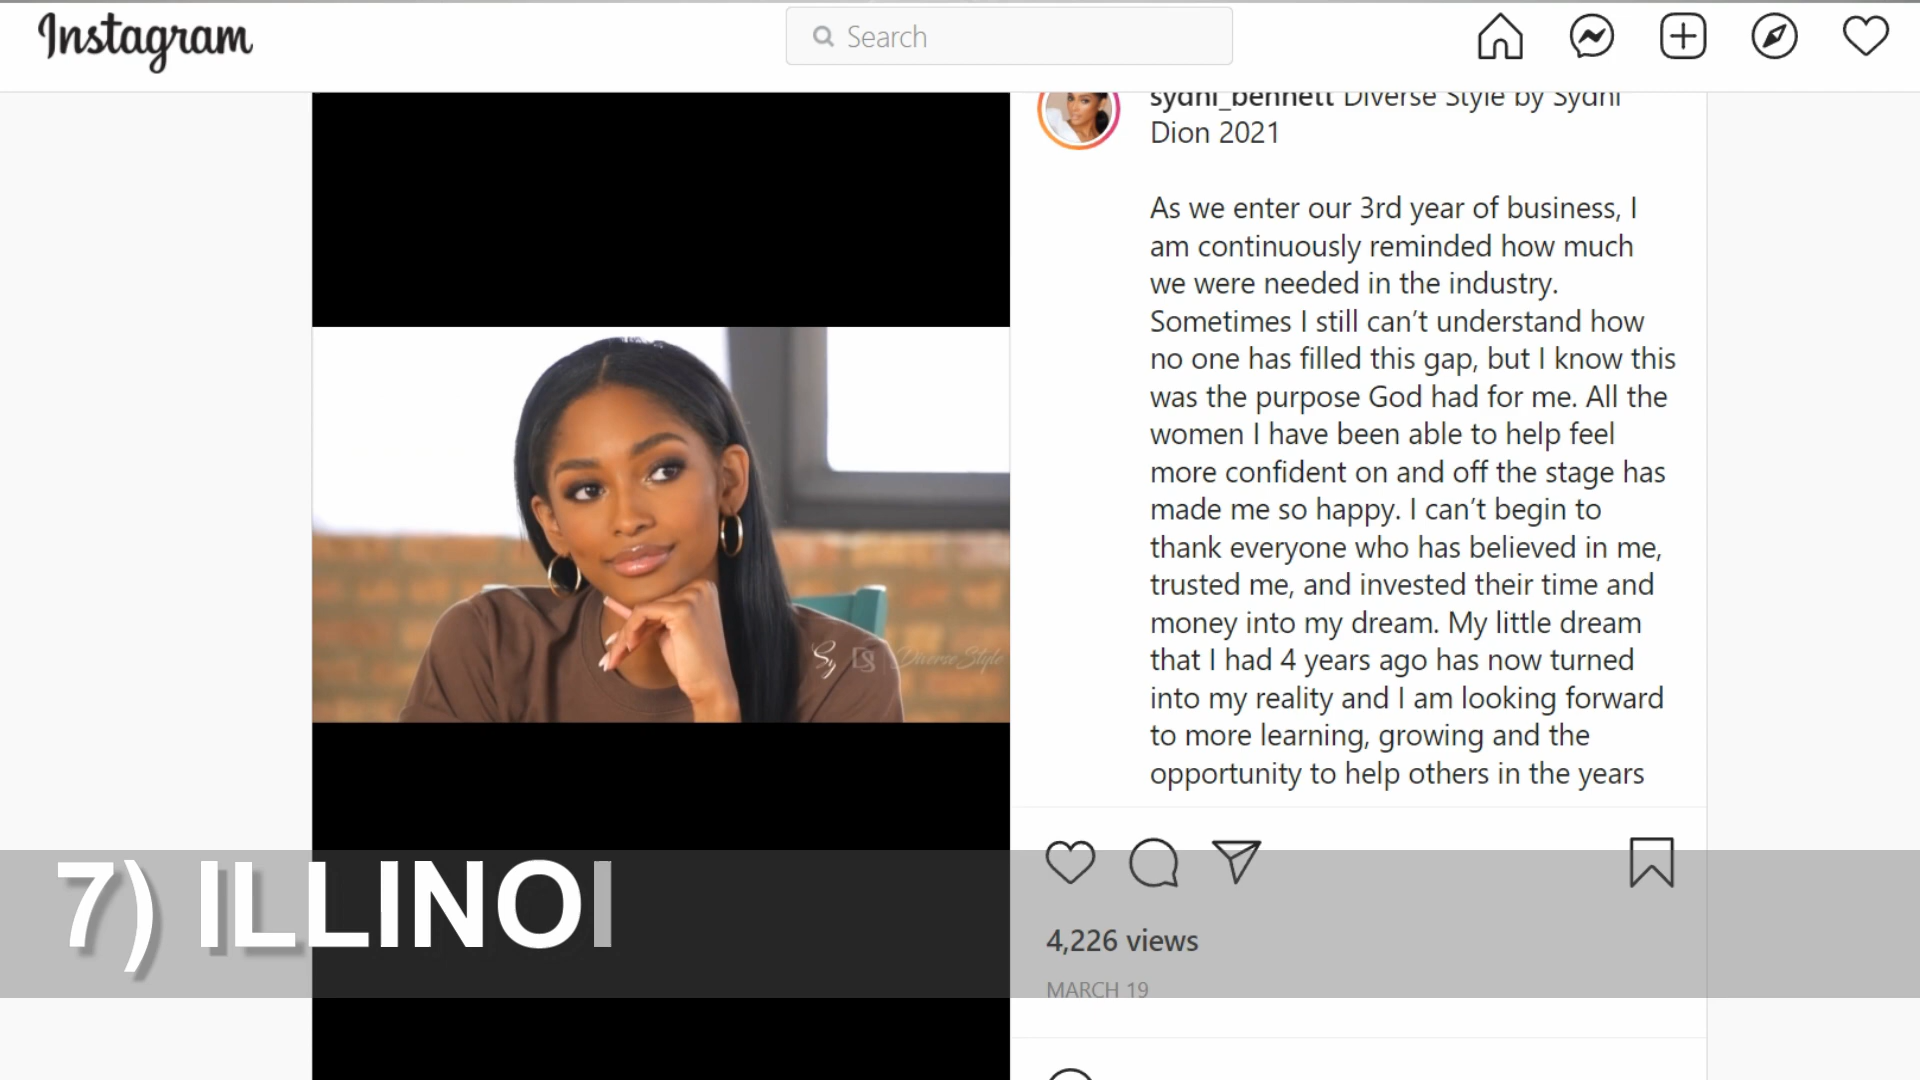 Instagram
Search
sydni_bennett Diverse Style by Sydni
Dion 2021
As we enter our 3rd year of business, I
am continuously reminded how much
we were needed in the industry.
Sometimes I still can’t understand how
no one has filled this gap, but I know this
was the purpose God had for me. All the
women I have been able to help feel
more confident on and off the stage has
made me so happy. I can’t begin to
thank everyone who has believed in me,
trusted me, and invested their time and
money into my dream. My little dream
that I had 4 years ago has now turned
into my reality and I am looking forward
to more learning, growing and the
opportunity to help others in the years
Sy DS | Diverse Style
7) ILLINOI
4,226 views
MARCH 19